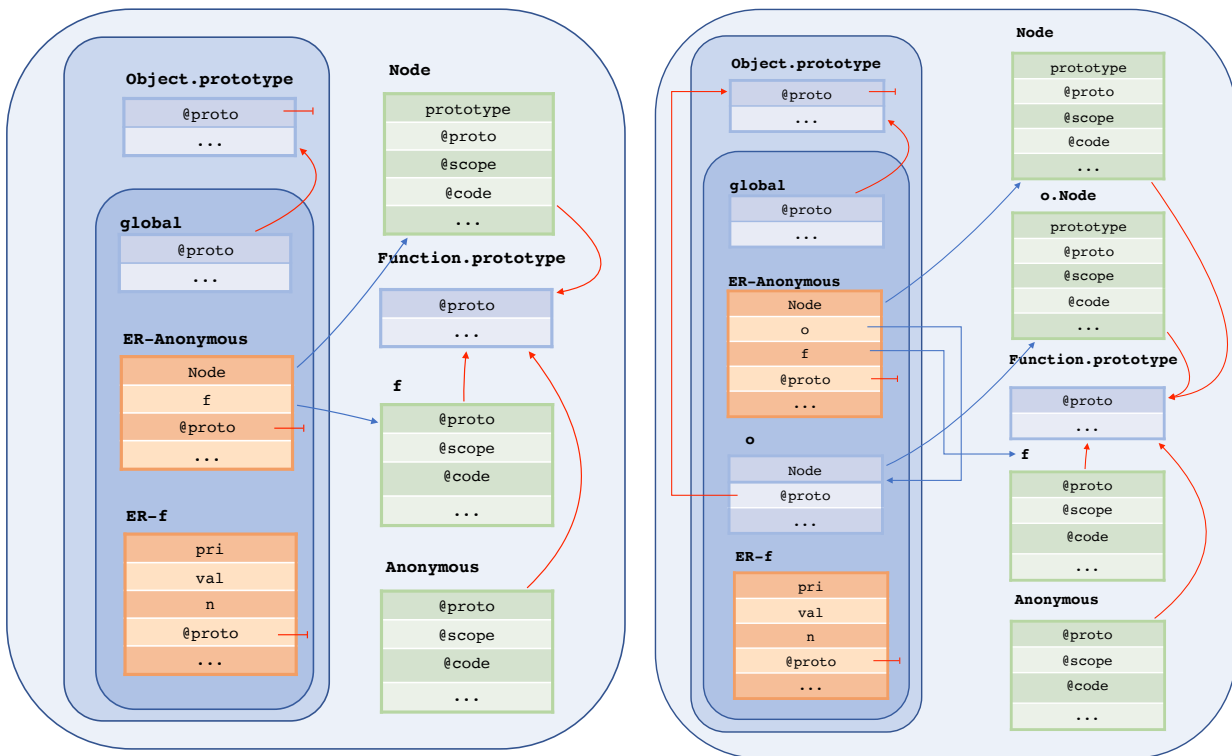 Object.prototype
@proto
...
global
@proto
...
ER-Anonymous
Node
f
@proto
...
ER-f
pri
val
n
@proto
...
Node
prototype
@proto
@scope
@code
...
Function.prototype
@proto
...
f
@proto
@scope
@code
...
Anonymous
@proto
@scope
@code
...
Object.prototype
@proto
...
global
@proto
...
ER-Anonymous
Node
o
f
@proto
...
o
Node
@proto
...
ER-f
pri
val
n
@proto
...
Node
prototype
@proto
@scope
@code
...
o.Node
prototype
@proto
@scope
@code
...
Function.prototype
@proto
...
f
@proto
@scope
@code
...
Anonymous
@proto
@scope
@code
...